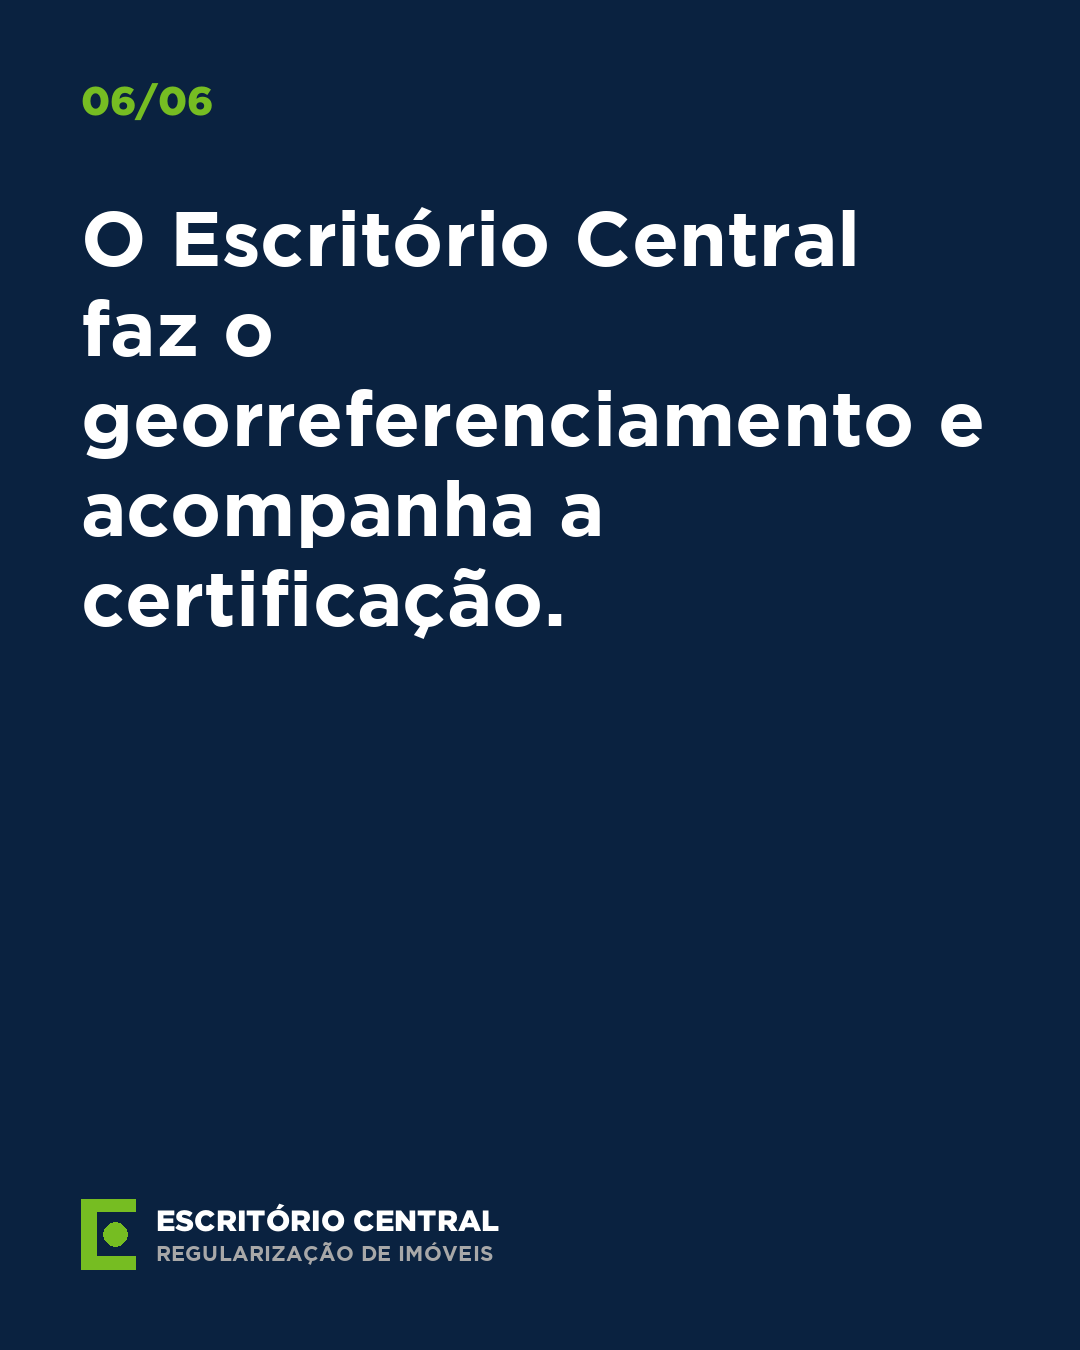 06/06
O Escritório Central
faz o
georreferenciamento e
acompanha a
certificação.
ESCRITÓRIO CENTRAL
REGULARIZAÇÃO DE IMÓVEIS